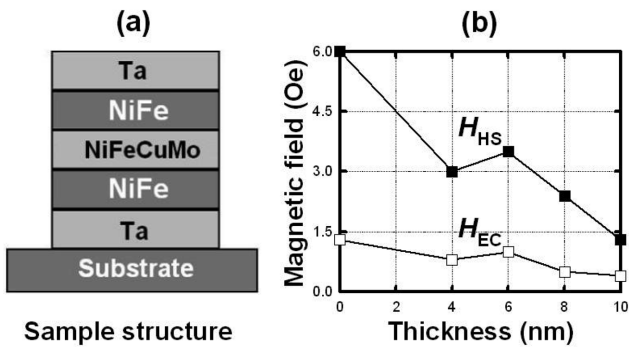 (a)
Ta
NiFe
NiFeCuMo
NiFe
Ta
Substrate
Sample structure
(b)
Magnetic field (Oe)
6.0
4.5
3.0
1.5
0.0
HHS
HEC
0 2 4 6 8 10
Thickness (nm)